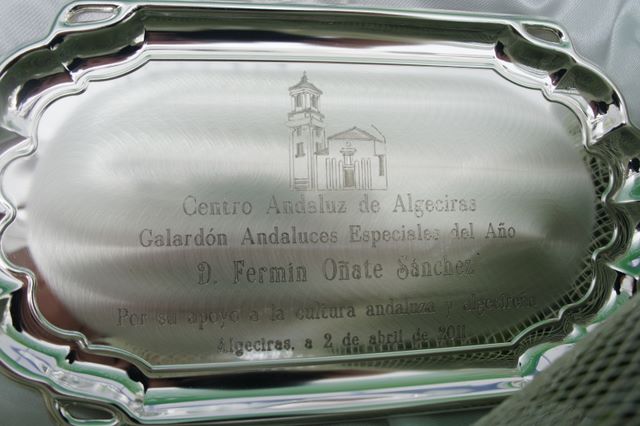 Centro Andaluz de Algeciras
Galardón Andaluces Especiales del Año
D. Fermín Oñate Sánchez
Por su apoyo a la cultura andaluza y algecireña
Algeciras, a 2 de abril de 2011